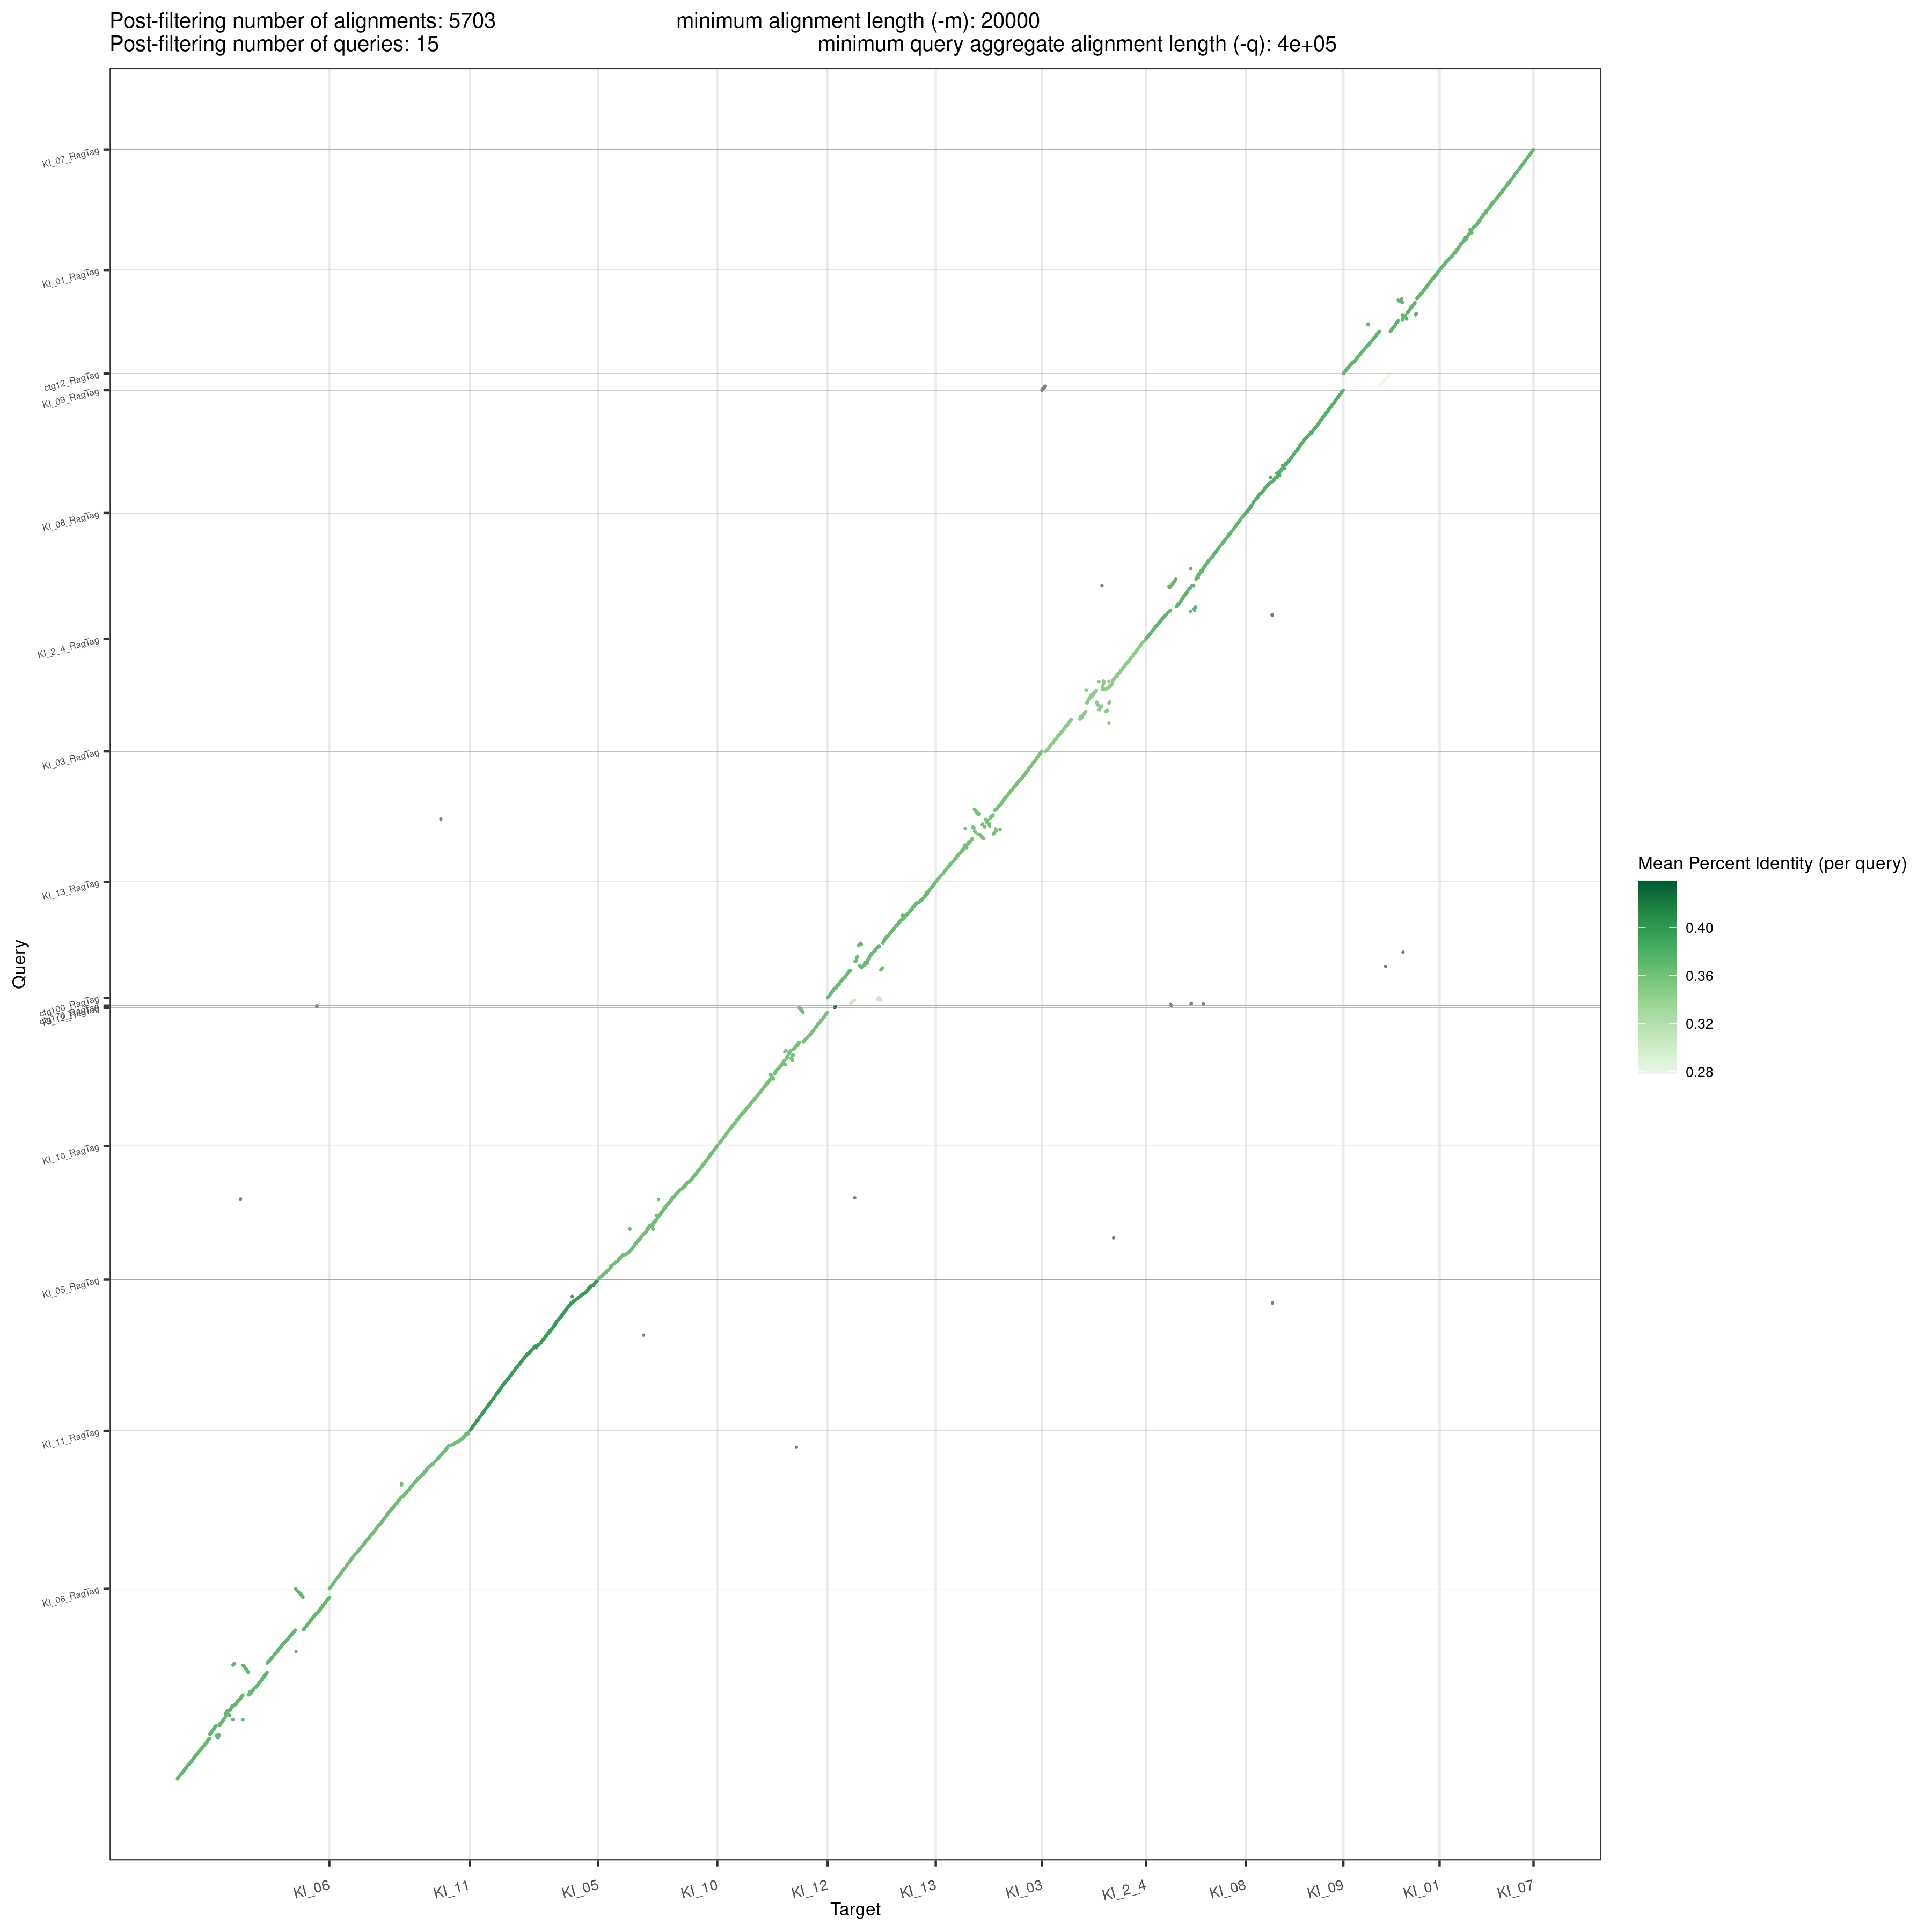 Post-filtering number of alignments: 5703
minimum alignment length (-m): 20000
Post-filtering number of queries: 15
minimum query aggregate alignment length (-q): 4e+05
KI_07_RagTag
KI_01_RagTag
ctg12_RagTag
KI_09_RagTag
KI_08_RagTag
KI_2_4_RagTag
KI_03_RagTag
KI_13_RagTag
ctg100_RagTag
KI_12_RagTag
KI_10_RagTag
KI_05_RagTag
KI_11_RagTag
KI_06_RagTag
Query
KI_06
KI_11
KI_05
KI_10
KI_12
KI_13
KI_03
KI_2_4
KI_08
KI_09
KI_01
KI_07
Target
Mean Percent Identity (per query)
0.40
0.36
0.32
0.28